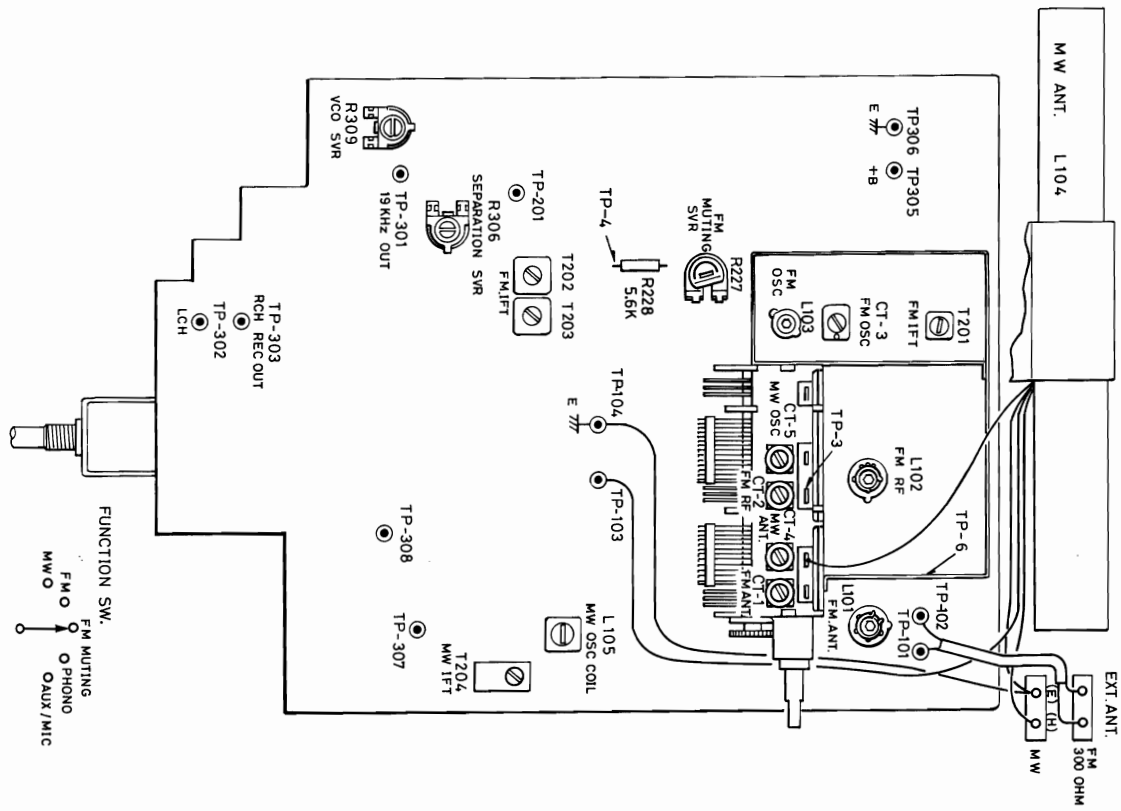 MW ANT. L104
EXT. ANT.
FM
300 OHM
(E) (H)
MW
TP306
E
TP305
+B
T201
FM IFT
CT-3
FM OSC
L103
FM
OSC
L102
FM RF
TP-6
TP-102
TP-101
L101
FM.ANT.
TP-3
CT-5
MW OSC
CT-2
FM RF
CT-4
MW
ANT.
CT-1
FM ANT.
R227
FM
MUTING
SVR
R228
5.6K
TP-4
TP-104
E
TP-103
L105
MW OSC COIL
T202 T203
FM.IFT
TP-201
R306
SEPARATION SVR
T204
MW IFT
TP-307
TP-308
TP-301
19KHz OUT
R309
VCO SVR
TP-303
RCH REC OUT
TP-302
LCH
FUNCTION SW.
FM MUTING
FM
MW
PHONO
AUX/MIC